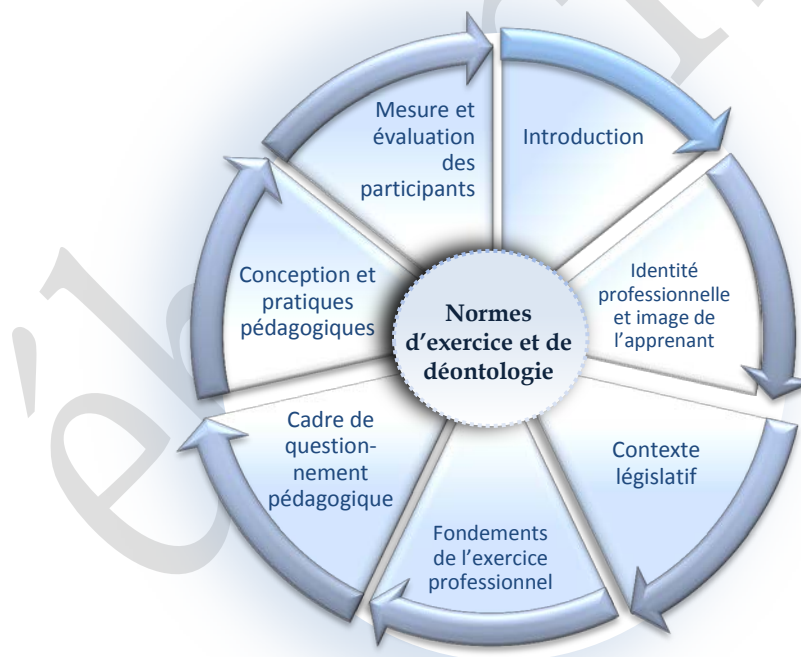 Introduction
Identité
professionnelle
et image de
l'apprenant
Contexte
législatif
Fondements
de l'exercice
professionnel
Cadre de
question-
nement
pédagogique
Conception et
pratiques
pédagogiques
Mesure et
évaluation
des
participants
Normes
d'exercice et de
déontologie